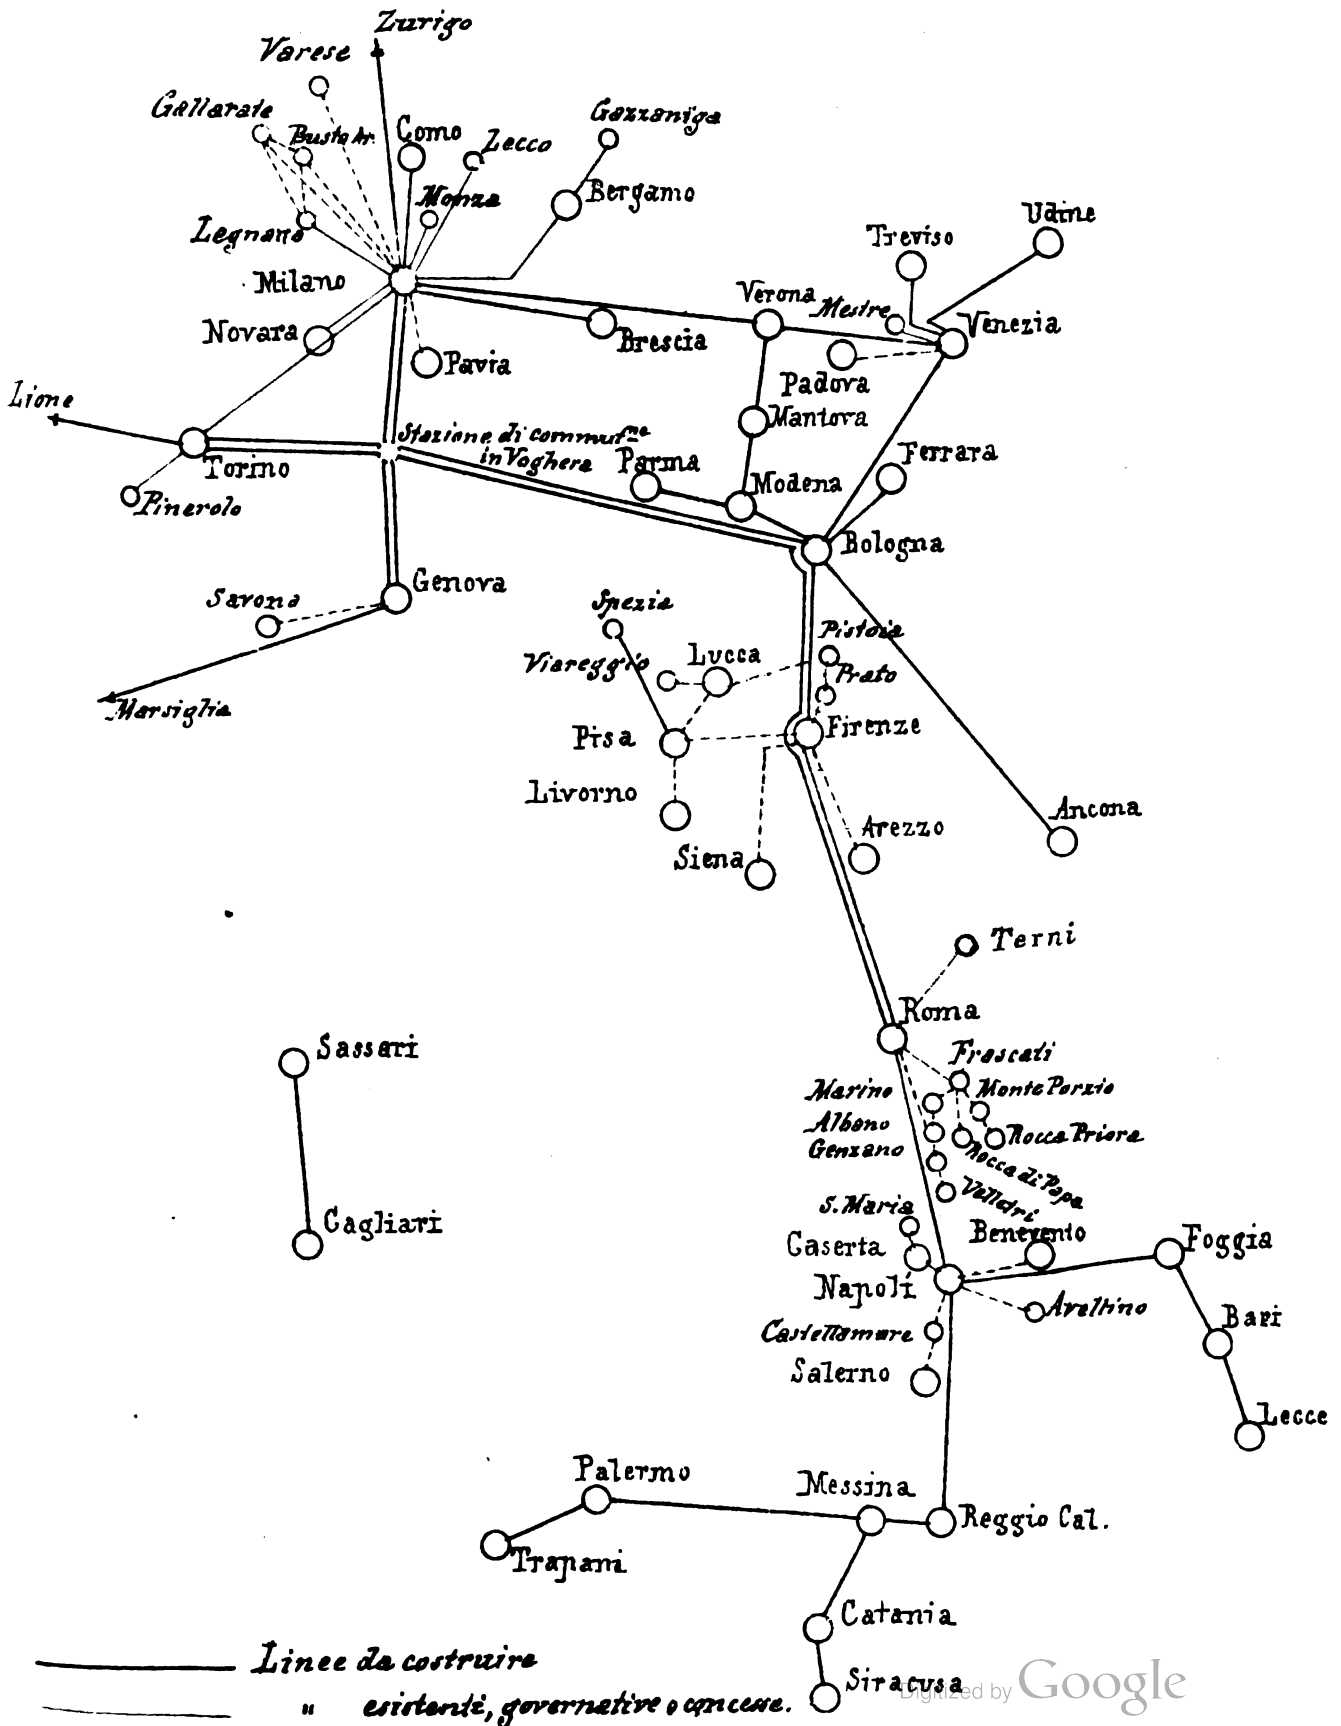 Zurigo
Varese
Gallarate
Busto Ar.
Como
Lecco
Gazzaniga
Monza
Bergamo
Legnano
Milano
Udine
Treviso
Novara
Verona
Mestre
Venezia
Brescia
Pavia
Padova
Lione
Mantova
Stazione di commut.ne
in Voghera
Torino
Parma
Ferrara
Modena
Pinerolo
Bologna
Genova
Savona
Spezia
Pistoia
Viareggio
Lucca
Prato
Marsiglia
Pisa
Firenze
Livorno
Ancona
Arezzo
Siena
Terni
Roma
Sassari
Frascati
Marino
Monte Porzio
Albano
Rocca Priora
Genzano
Rocca di Papa
Velletri
S. Maria
Cagliari
Caserta
Benevento
Foggia
Napoli
Avellino
Castellamare
Bari
Salerno
Lecce
Palermo
Messina
Reggio Cal.
Trapani
Catania
Siracusa
Linee da costruire
" esistenti, governative o concesse.
Digitized by Google